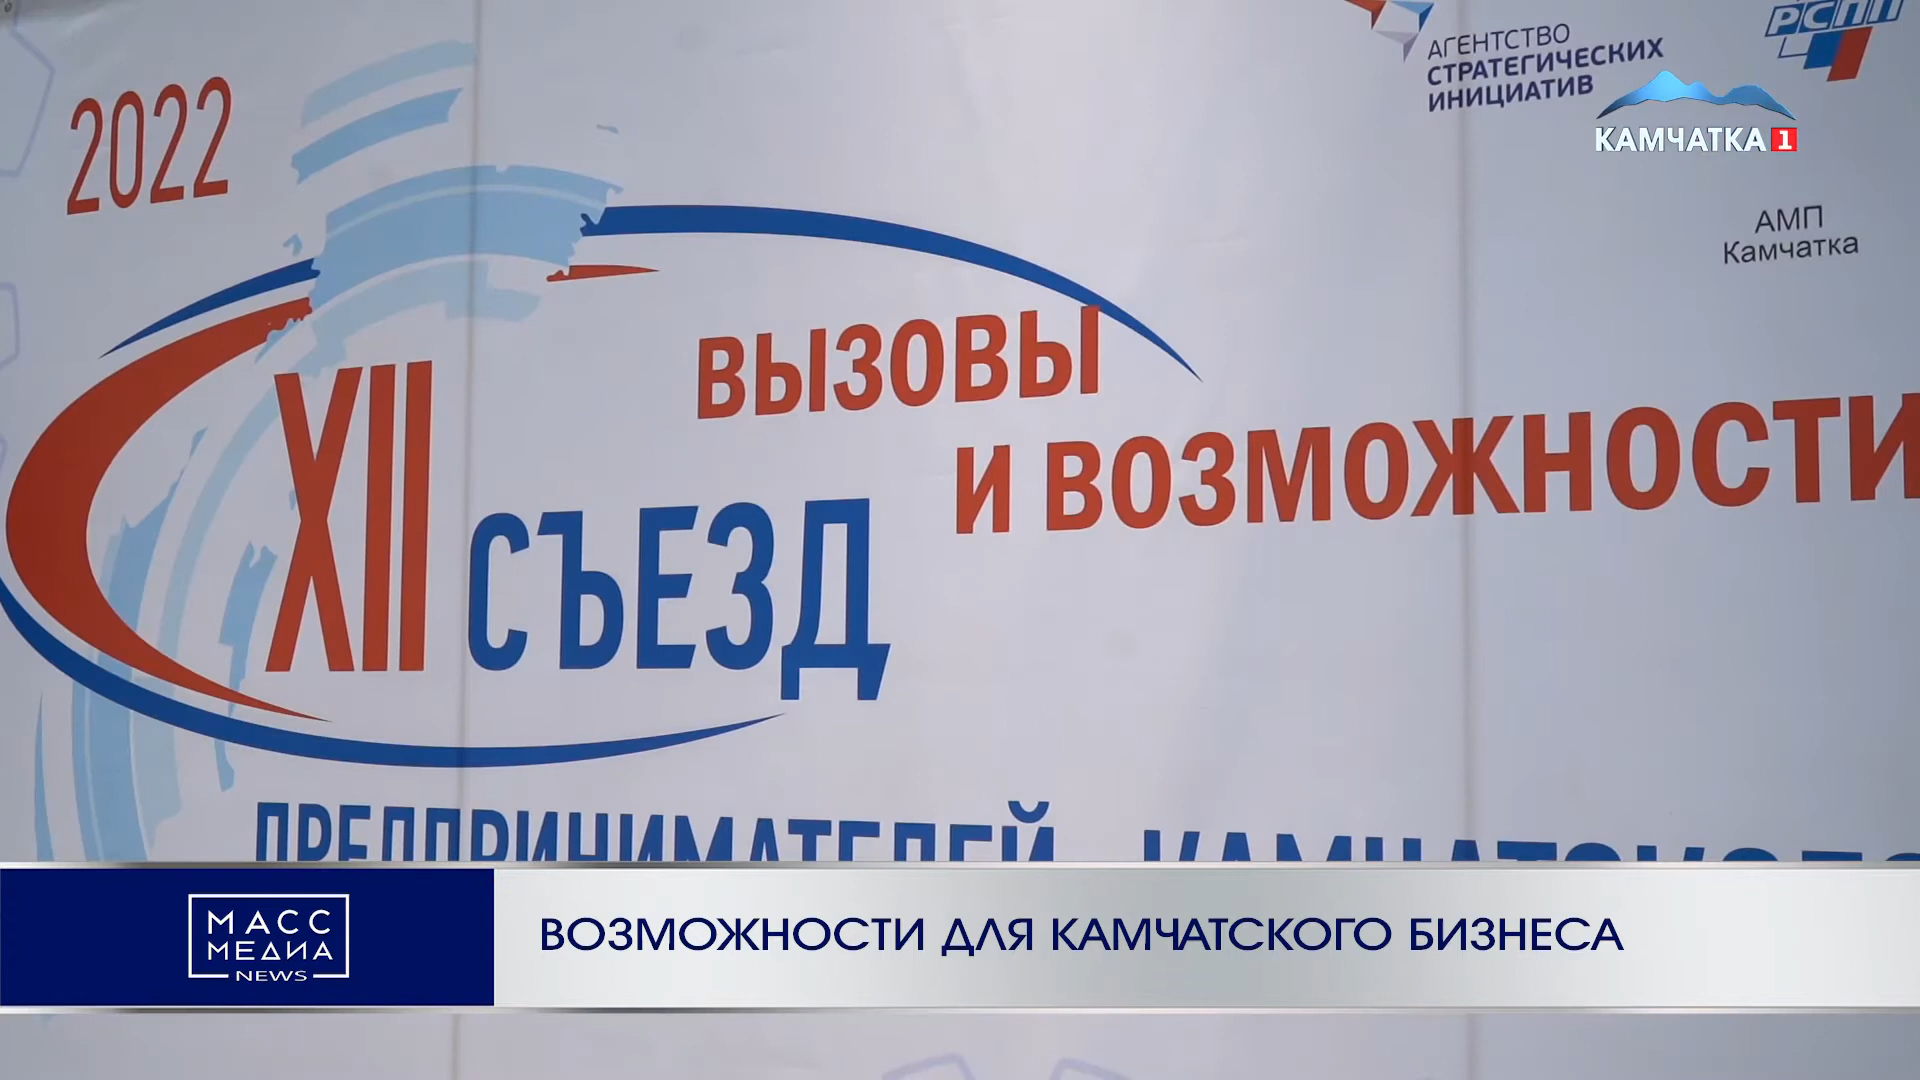 2022
АГЕНТСТВО
СТРАТЕГИЧЕСКИХ
ИНИЦИАТИВ
РСПП
КАМЧАТКА 1
АМП
Камчатка
ВЫЗОВЫ
И ВОЗМОЖНОСТИ
XII СЪЕЗД
ПРЕДПРИНИМАТЕЛЕЙ
МАСС
МЕДИА
NEWS
ВОЗМОЖНОСТИ ДЛЯ КАМЧАТСКОГО БИЗНЕСА